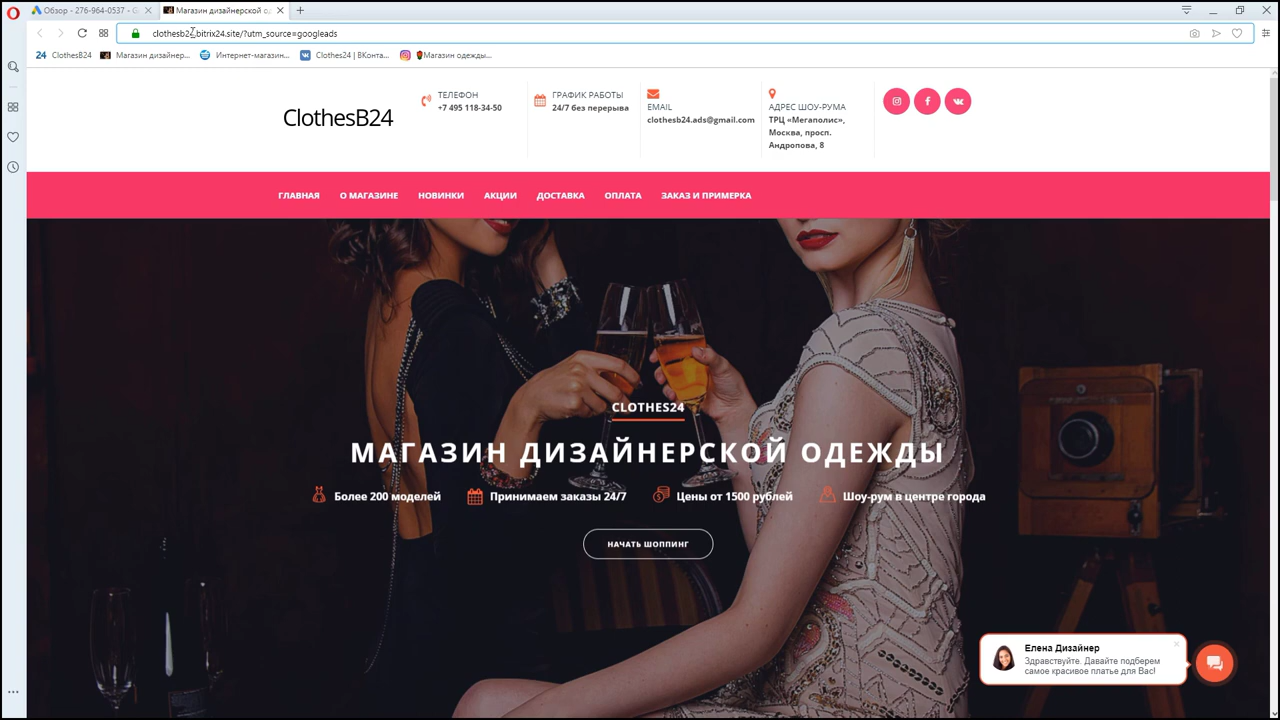 Обзор - 276-964-0537 - G
Магазин дизайнерской о
clothesb24.bitrix24.site/?utm_source=googleads
24 ClothesB24
Магазин дизайнер...
Интернет-магазин...
Clothes24 | ВКонта...
Магазин одежды...
ClothesB24
ТЕЛЕФОН
+7 495 118-34-50
ГРАФИК РАБОТЫ
24/7 без перерыва
EMAIL
clothesb24.ads@gmail.com
АДРЕС ШОУ-РУМА
ТРЦ «Мегаполис»,
Москва, просп.
Андропова, 8
ГЛАВНАЯ О МАГАЗИНЕ НОВИНКИ АКЦИИ ДОСТАВКА ОПЛАТА ЗАКАЗ И ПРИМЕРКА
CLOTHES24
МАГАЗИН ДИЗАЙНЕРСКОЙ ОДЕЖДЫ
Более 200 моделей Принимаем заказы 24/7 Цены от 1500 рублей Шоу-рум в центре города
НАЧАТЬ ШОППИНГ
Елена Дизайнер
Здравствуйте. Давайте подберем
самое красивое платье для Вас!